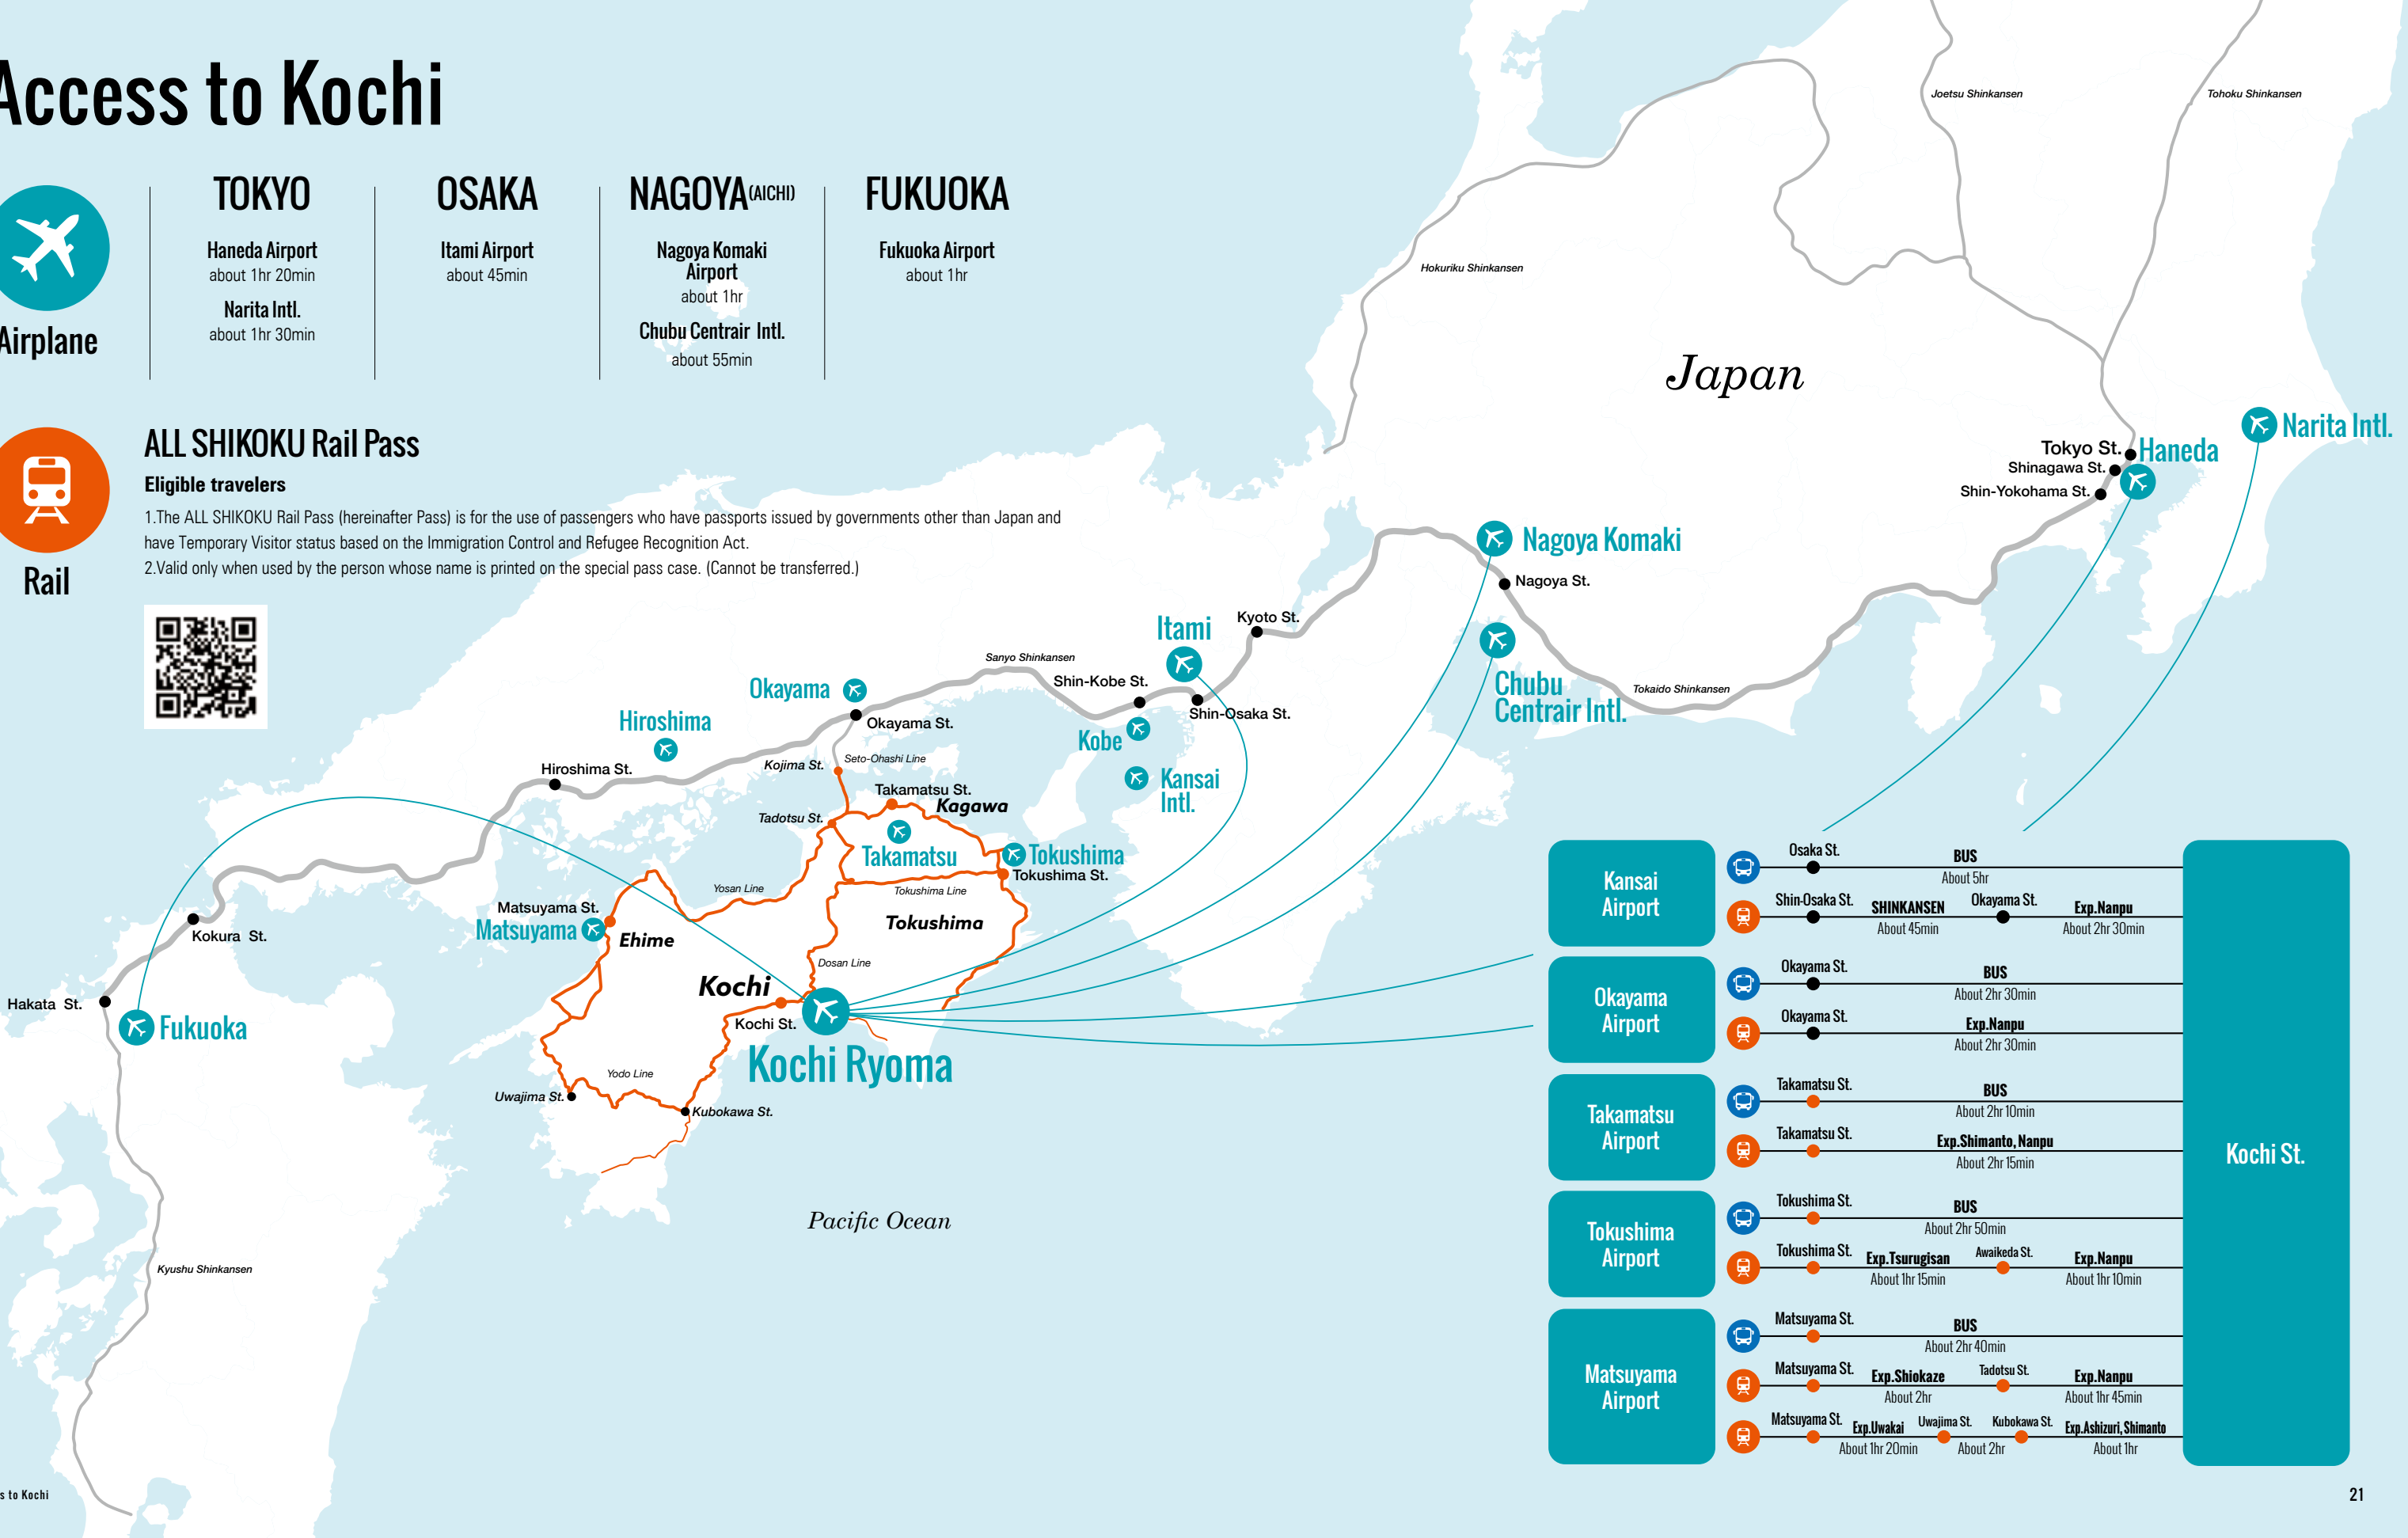 Access to Kochi
Airplane
TOKYO
Haneda Airport
about 1hr 20min
Narita Intl.
about 1hr 30min
OSAKA
Itami Airport
about 45min
NAGOYA(AICHI)
Nagoya Komaki
Airport
about 1hr
Chubu Centrair Intl.
about 55min
FUKUOKA
Fukuoka Airport
about 1hr
Rail
ALL SHIKOKU Rail Pass
Eligible travelers
1.The ALL SHIKOKU Rail Pass (hereinafter Pass) is for the use of passengers who have passports issued by governments other than Japan and
have Temporary Visitor status based on the Immigration Control and Refugee Recognition Act.
2.Valid only when used by the person whose name is printed on the special pass case. (Cannot be transferred.)
Joetsu Shinkansen
Tohoku Shinkansen
Hokuriku Shinkansen
Japan
Narita Intl.
Tokyo St.
Haneda
Shinagawa St.
Shin-Yokohama St.
Nagoya Komaki
Nagoya St.
Chubu
Centrair Intl.
Tokaido Shinkansen
Kyoto St.
Itami
Sanyo Shinkansen
Shin-Kobe St.
Shin-Osaka St.
Kobe
Kansai
Intl.
Okayama
Okayama St.
Hiroshima
Hiroshima St.
Kojima St.
Seto-Ohashi Line
Takamatsu St.
Kagawa
Tadotsu St.
Takamatsu
Tokushima
Tokushima St.
Yosan Line
Tokushima Line
Tokushima
Matsuyama St.
Matsuyama
Ehime
Dosan Line
Kochi
Kochi St.
Kochi Ryoma
Kokura St.
Hakata St.
Fukuoka
Yodo Line
Uwajima St.
Kubokawa St.
Pacific Ocean
Kyushu Shinkansen
Kansai
Airport
Osaka St.
BUS
About 5hr
Shin-Osaka St.
SHINKANSEN
About 45min
Okayama St.
Exp.Nanpu
About 2hr 30min
Okayama
Airport
Okayama St.
BUS
About 2hr 30min
Okayama St.
Exp.Nanpu
About 2hr 30min
Takamatsu
Airport
Takamatsu St.
BUS
About 2hr 10min
Takamatsu St.
Exp.Shimanto, Nanpu
About 2hr 15min
Tokushima
Airport
Tokushima St.
BUS
About 2hr 50min
Tokushima St.
Exp.Tsurugisan
About 1hr 15min
Awaikeda St.
Exp.Nanpu
About 1hr 10min
Matsuyama
Airport
Matsuyama St.
BUS
About 2hr 40min
Matsuyama St.
Exp.Shiokaze
About 2hr
Tadotsu St.
Exp.Nanpu
About 1hr 45min
Matsuyama St.
Exp.Uwakai
About 1hr 20min
Uwajima St.
About 2hr
Kubokawa St.
Exp.Ashizuri, Shimanto
About 1hr
Kochi St.
s to Kochi
21